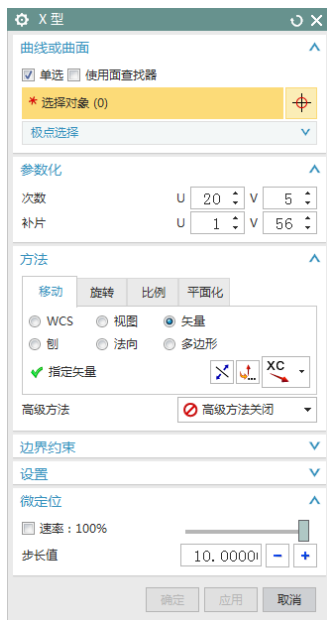 X 型
曲线或曲面
单选 使用面查找器
* 选择对象 (0)
极点选择
参数化
次数 U 20 V 5
补片 U 1 V 56
方法
移动 旋转 比例 平面化
WCS 视图 矢量
刨 法向 多边形
指定矢量 XC
高级方法 高级方法关闭
边界约束
设置
微定位
速率：100%
步长值 10.0000 - +
确定 应用 取消